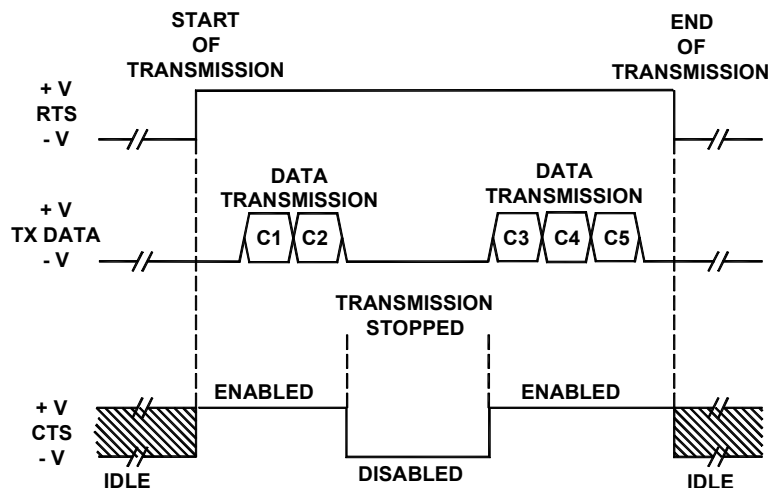 START
OF
TRANSMISSION
END
OF
TRANSMISSION
+ V
RTS
- V
DATA
TRANSMISSION
DATA
TRANSMISSION
+ V
TX DATA
- V
C1
C2
C3
C4
C5
TRANSMISSION
STOPPED
ENABLED
ENABLED
+ V
CTS
- V
IDLE
DISABLED
IDLE